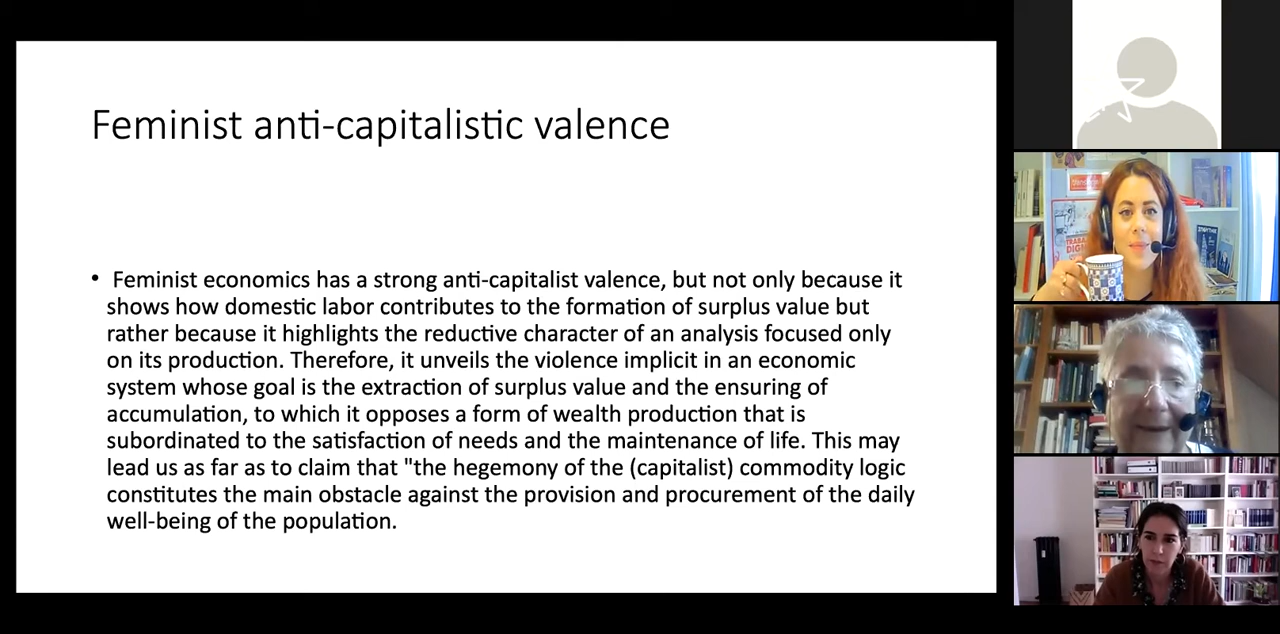 Feminist anti-capitalistic valence
• Feminist economics has a strong anti-capitalist valence, but not only because it
shows how domestic labor contributes to the formation of surplus value but
rather because it highlights the reductive character of an analysis focused only
on its production. Therefore, it unveils the violence implicit in an economic
system whose goal is the extraction of surplus value and the ensuring of
accumulation, to which it opposes a form of wealth production that is
subordinated to the satisfaction of needs and the maintenance of life. This may
lead us as far as to claim that "the hegemony of the (capitalist) commodity logic
constitutes the main obstacle against the provision and procurement of the daily
well-being of the population.
TRABA
DIGN